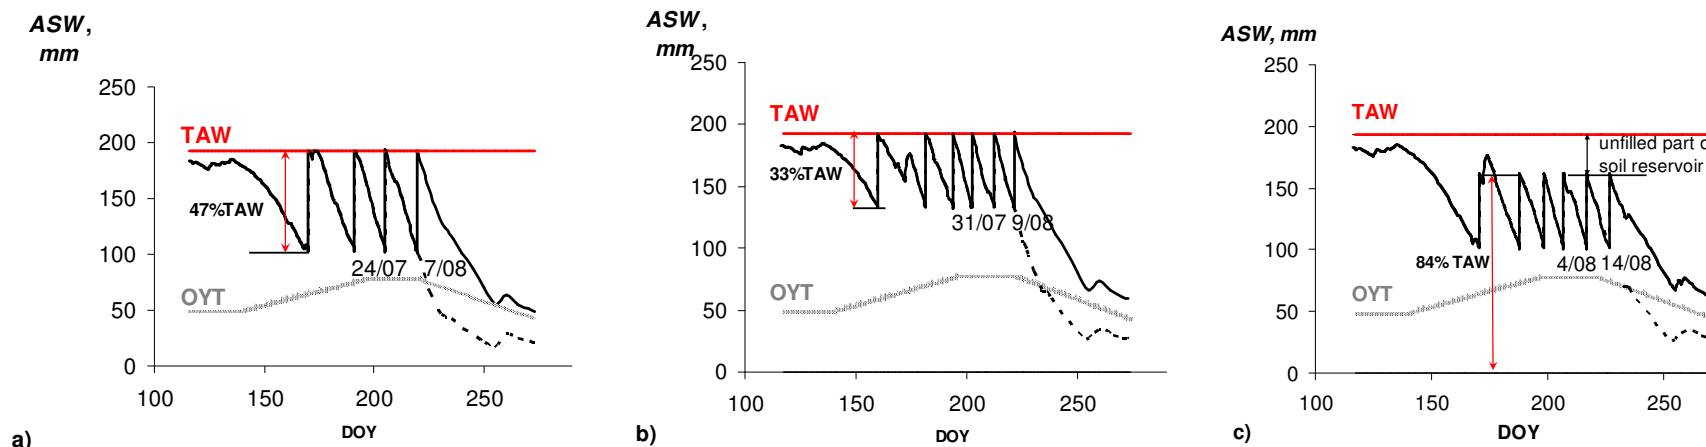 ASW,
mm
250
200
150
100
50
0
TAW
47%TAW
24/07 7/08
OYT
100 150 200 250
DOY
a)
ASW,
mm
250
200
150
100
50
0
TAW
33%TAW
31/07 9/08
OYT
100 150 200 250
DOY
b)
ASW, mm
250
200
150
100
50
0
TAW
unfilled part
soil reservoir
84% TAW
4/08 14/08
OYT
100 150 200 250
DOY
c)